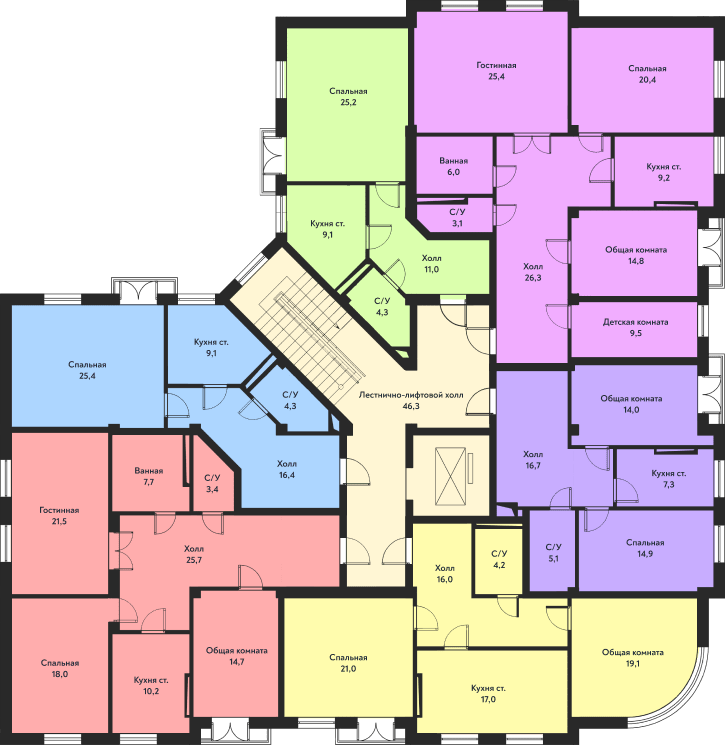 Гостинная
25,4
Спальная
20,4
Спальная
25,2
Ванная
6,0
Кухня ст.
9,2
С/У
3,1
Кухня ст.
9,1
Холл
11,0
Общая комната
14,8
Холл
26,3
С/У
4,3
Детская комната
9,5
Кухня ст.
9,1
Спальная
25,4
С/У
4,3
Лестнично-лифтовой холл
46,3
Общая комната
14,0
Холл
16,4
Холл
16,7
Ванная
7,7
С/У
3,4
Кухня ст.
7,3
Гостинная
21,5
Холл
25,7
С/У
4,2
С/У
5,1
Спальная
14,9
Холл
16,0
Общая комната
14,7
Спальная
21,0
Общая комната
19,1
Спальная
18,0
Кухня ст.
10,2
Кухня ст.
17,0